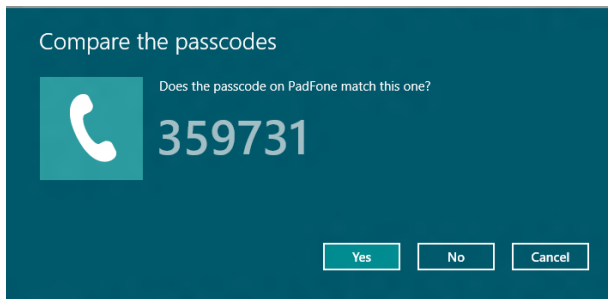 Compare the passcodes
Does the passcode on PadFone match this one?
359731
Yes No Cancel